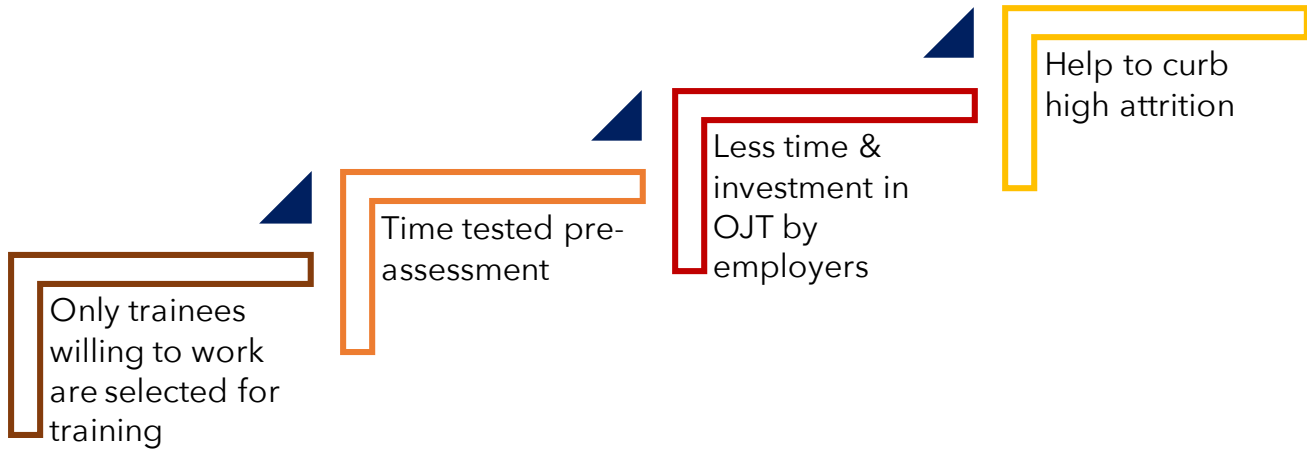 Only trainees
willing to work
are selected for
training
Time tested pre-
assessment
Less time &
investment in
OJT by
employers
Help to curb
high attrition